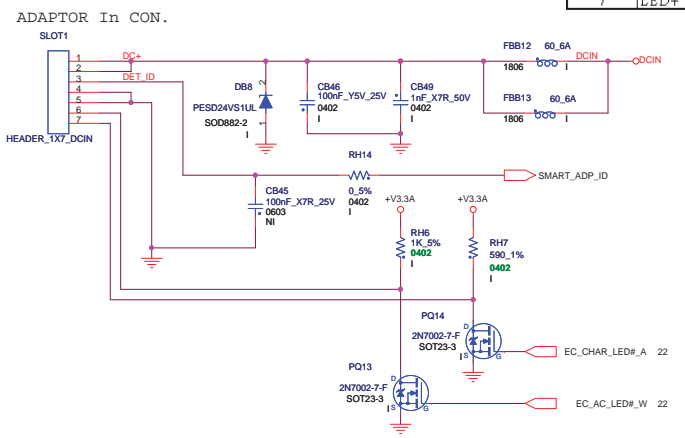 7 LED+
ADAPTOR In CON.
SLOT1
1 DC+
2
3 DET_ID
4
5
6
7
HEADER_1X7_DCIN
DB8
2
PESD24VS1UL
1
SOD882-2
I
CB46
100nF_Y5V_25V
0402
I
CB49
1nF_X7R_50V
0402
I
FBB12 60_6A
1806 I
DCIN
DCIN
FBB13 60_6A
1806 I
RH14
0_5%
0402
I
SMART_ADP_ID
CB45
100nF_X7R_25V
0603
NI
+V3.3A
RH6
1K_5%
0402
I
+V3.3A
RH7
590_1%
0402
I
PQ14
2N7002-7-F
SOT23-3
I
D
S
G
EC_CHAR_LED#_A 22
PQ13
2N7002-7-F
SOT23-3
I
D
S
G
EC_AC_LED#_W 22